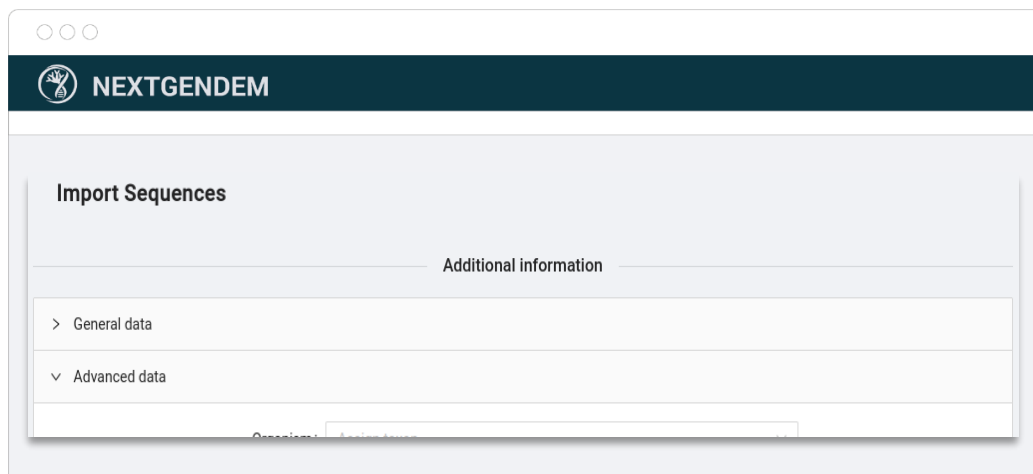 NEXTGENDEM
Import Sequences
Additional information
General data
Advanced data